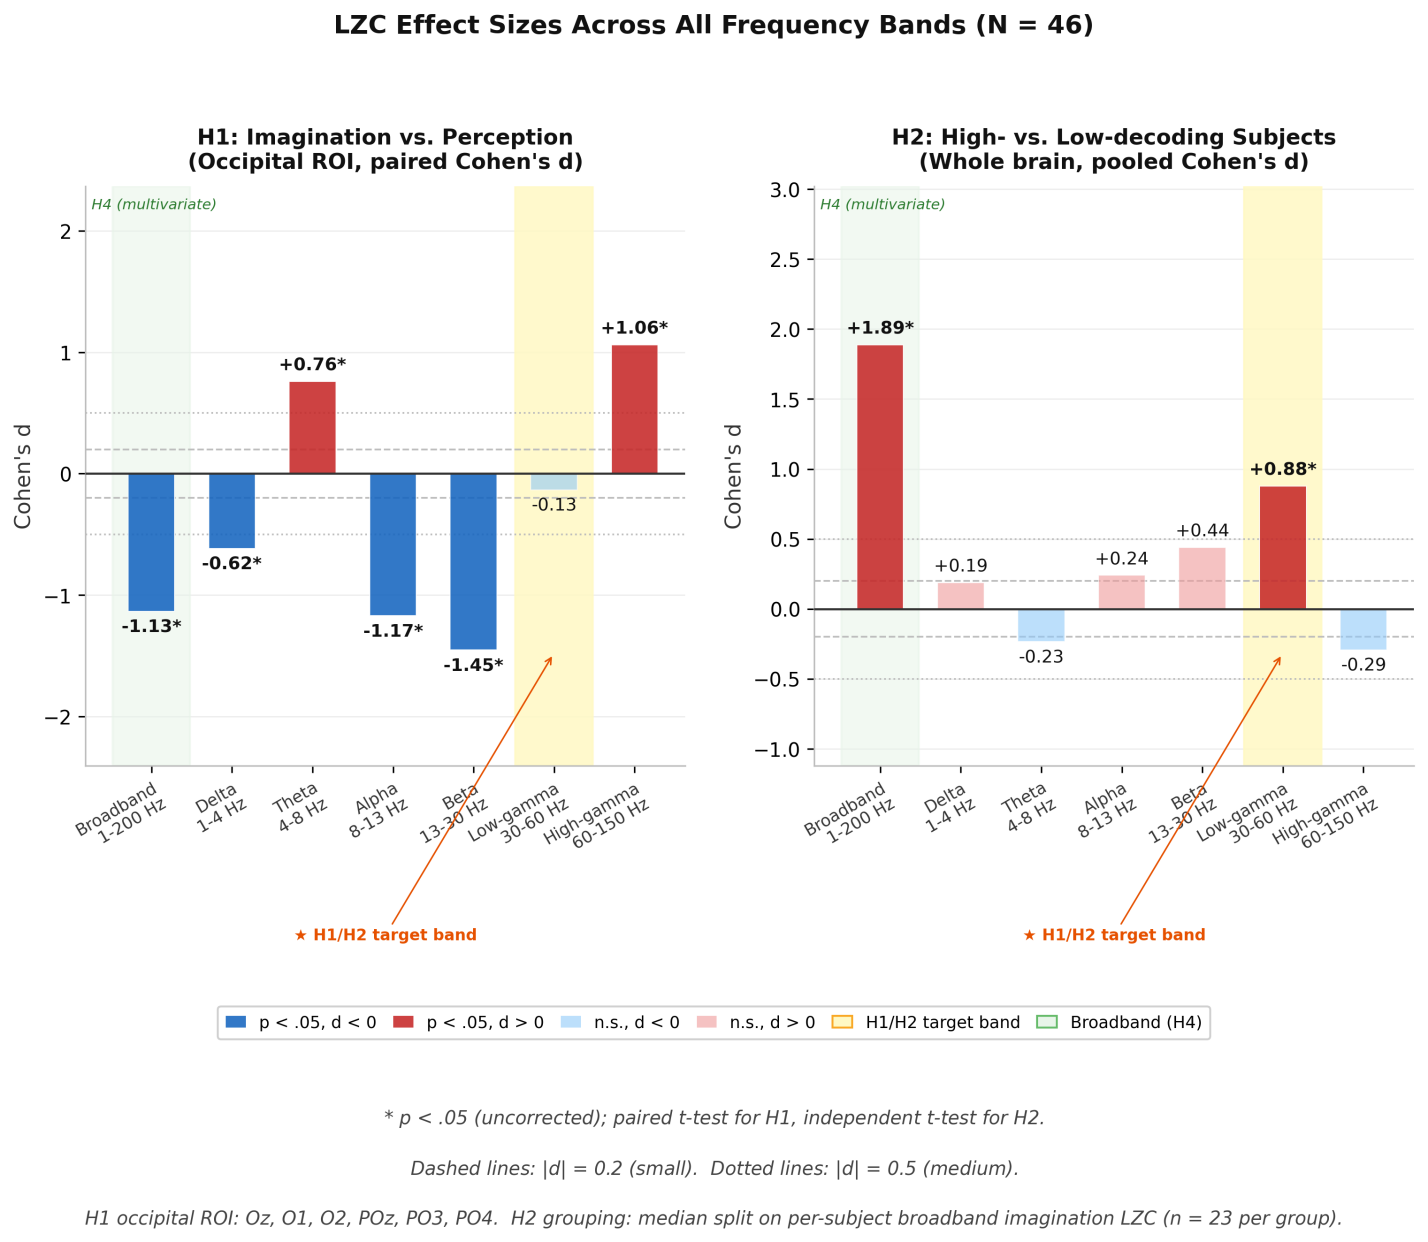 LZC Effect Sizes Across All Frequency Bands (N = 46)
H1: Imagination vs. Perception
(Occipital ROI, paired Cohen's d)
H4 (multivariate)
Cohen's d
2
1
0
−1
−2
-1.13*
-0.62*
+0.76*
-1.17*
-1.45*
-0.13
+1.06*
Broadband
1-200 Hz
Delta
1-4 Hz
Theta
4-8 Hz
Alpha
8-13 Hz
Beta
13-30 Hz
Low-gamma
30-60 Hz
High-gamma
60-150 Hz
★ H1/H2 target band
H2: High- vs. Low-decoding Subjects
(Whole brain, pooled Cohen's d)
H4 (multivariate)
Cohen's d
3.0
2.5
2.0
1.5
1.0
0.5
0.0
−0.5
−1.0
+1.89*
+0.19
-0.23
+0.24
+0.44
+0.88*
-0.29
Broadband
1-200 Hz
Delta
1-4 Hz
Theta
4-8 Hz
Alpha
8-13 Hz
Beta
13-30 Hz
Low-gamma
30-60 Hz
High-gamma
60-150 Hz
★ H1/H2 target band
p < .05, d < 0
p < .05, d > 0
n.s., d < 0
n.s., d > 0
H1/H2 target band
Broadband (H4)
* p < .05 (uncorrected); paired t-test for H1, independent t-test for H2.
Dashed lines: |d| = 0.2 (small). Dotted lines: |d| = 0.5 (medium).
H1 occipital ROI: Oz, O1, O2, POz, PO3, PO4. H2 grouping: median split on per-subject broadband imagination LZC (n = 23 per group).